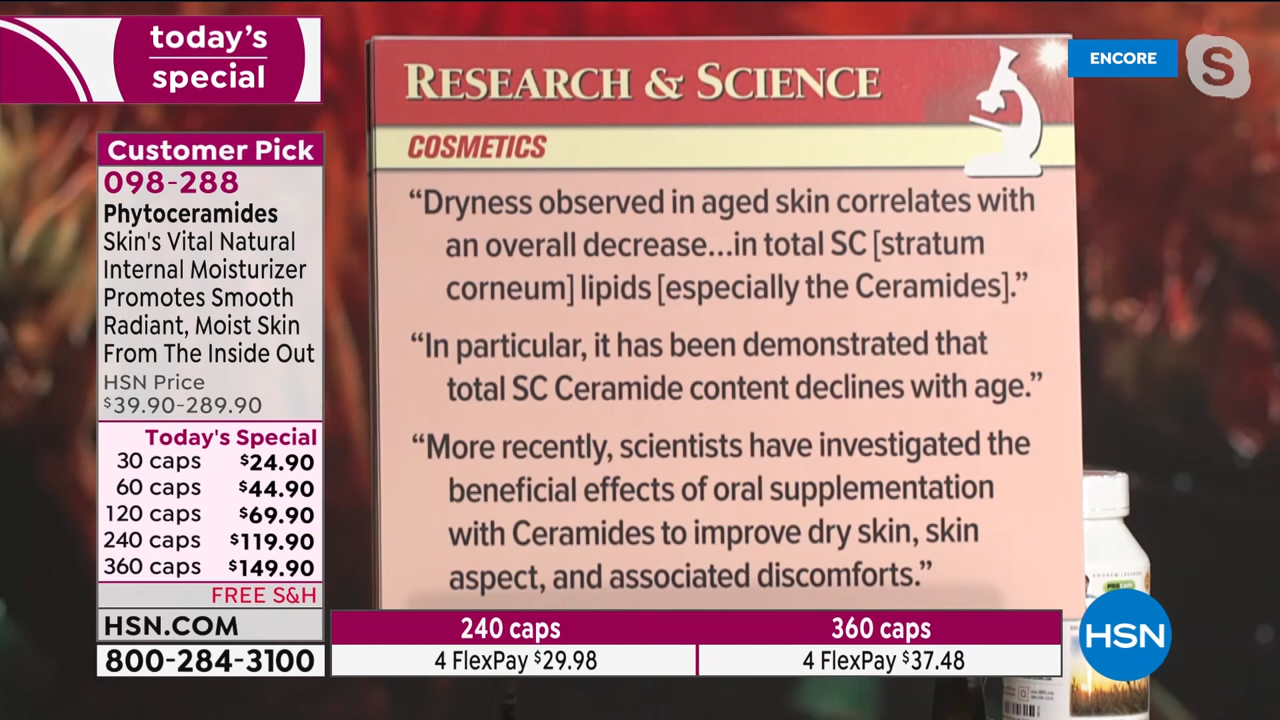 today's
special
Customer Pick
098-288
Phytoceramides
Skin's Vital Natural
Internal Moisturizer
Promotes Smooth
Radiant, Moist Skin
From The Inside Out
HSN Price
$39.90-289.90
Today's Special
30 caps $24.90
60 caps $44.90
120 caps $69.90
240 caps $119.90
360 caps $149.90
FREE S&H
HSN.COM
800-284-3100
RESEARCH & SCIENCE
COSMETICS
“Dryness observed in aged skin correlates with
an overall decrease...in total SC [stratum
corneum] lipids [especially the Ceramides].”
“In particular, it has been demonstrated that
total SC Ceramide content declines with age.”
“More recently, scientists have investigated the
beneficial effects of oral supplementation
with Ceramides to improve dry skin, skin
aspect, and associated discomforts.”
ENCORE
S
240 caps 360 caps
4 FlexPay $29.98 4 FlexPay $37.48
ANDREW LESSMAN
PROCAPS
HSN